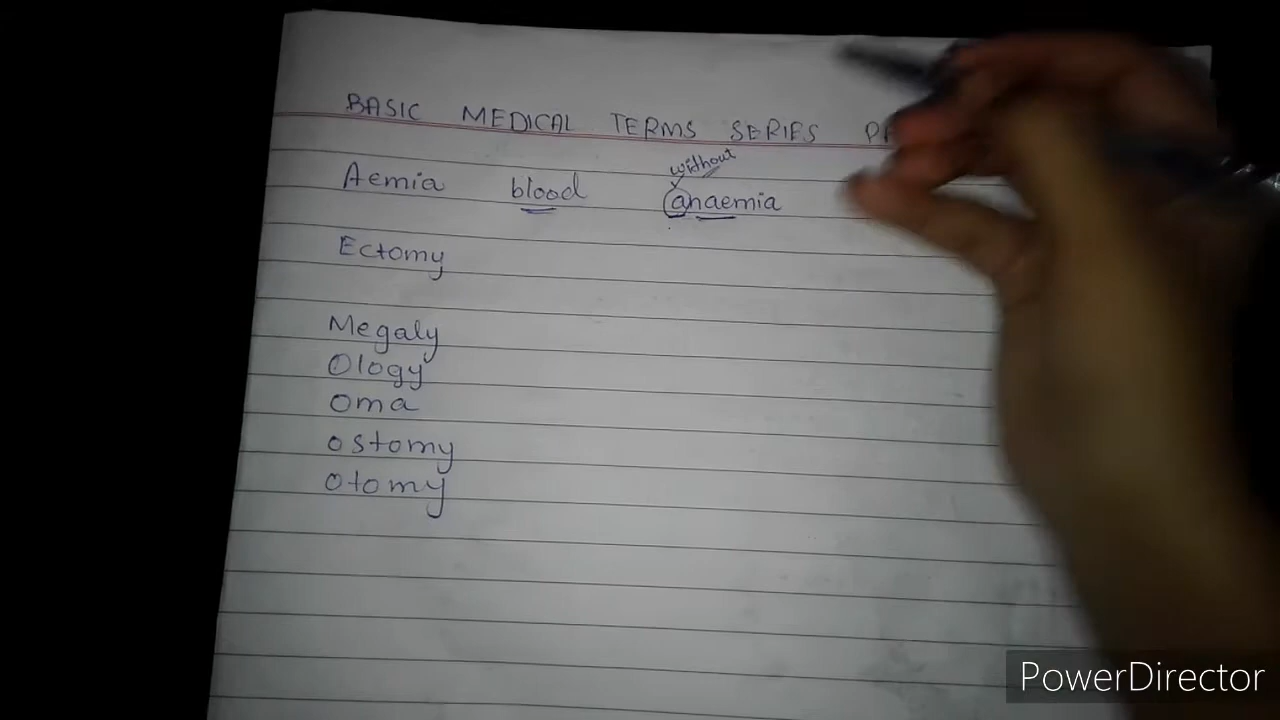 BASIC MEDICAL TERMS SERIES
without
Aemia blood anaemia
Ectomy
Megaly
Ology
Oma
ostomy
otomy
PowerDirector